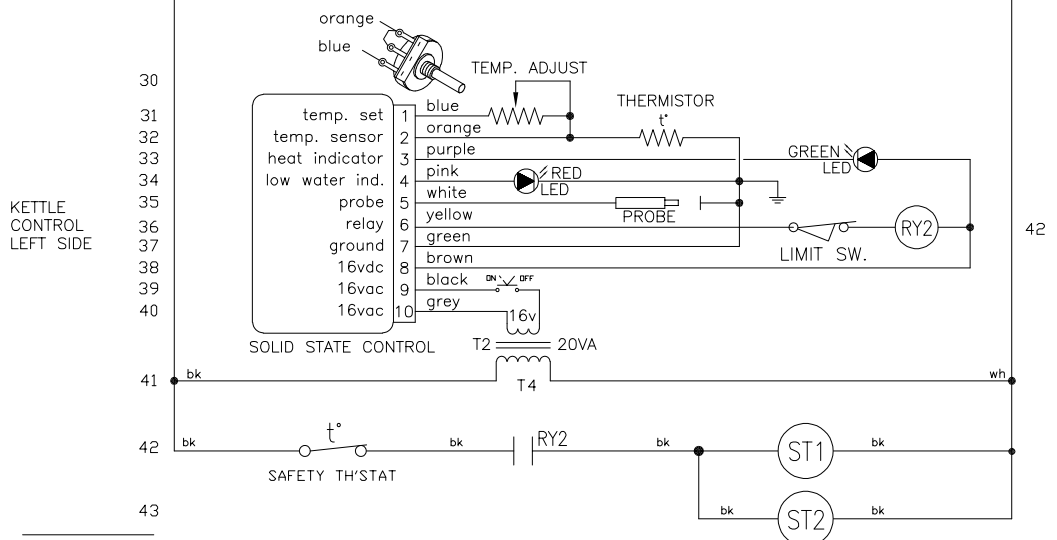 orange
blue
TEMP. ADJUST
30
THERMISTOR
t°
31 temp. set 1 blue
32 temp. sensor 2 orange
33 heat indicator 3 purple GREEN LED
34 low water ind. 4 pink RED LED
35 probe 5 white PROBE
KETTLE
CONTROL
LEFT SIDE
36 relay 6 yellow RY2 42
37 ground 7 green LIMIT SW.
38 16vdc 8 brown
39 16vac 9 black ON OFF
40 16vac 10 grey 16v
SOLID STATE CONTROL T2 20VA
41 bk T4 wh
t°
42 bk bk RY2 bk ST1 bk
SAFETY TH'STAT
43 bk ST2 bk